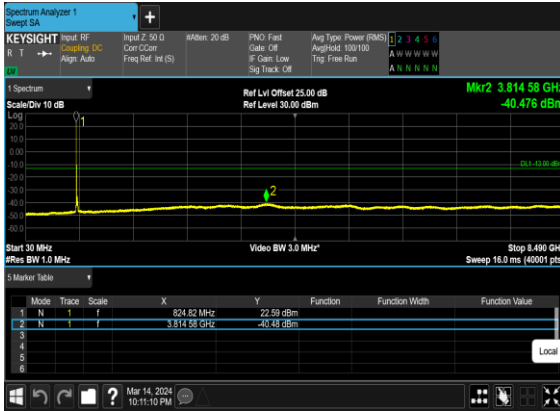 Spectrum Analyzer 1
Swept SA
+
KEYSIGHT Input: RF Input Z: 50 Ω #Atten: 20 dB PNO: Fast Avg Type: Power (RMS) 1 2 3 4 5 6
R T Coupling: DC Corr CCorr Gate: Off Avg|Hold: 100/100 A W W W W W
Align: Auto Freq Ref: Int (S) IF Gain: Low Trig: Free Run
LXI Sig Track: Off A N N N N N
1 Spectrum Ref Lvl Offset 25.00 dB Mkr2 3.814 58 GHz
Scale/Div 10 dB Ref Level 30.00 dBm -40.476 dBm
Log
20.0
10.0
0.00
-10.0
-20.0
-30.0
-40.0
-50.0
-60.0
1
DL1 -13.00 dBm
2
Start 30 MHz Video BW 3.0 MHz* Stop 8.490 GHz
#Res BW 1.0 MHz Sweep 16.0 ms (40001 pts)
5 Marker Table
Mode Trace Scale X Y Function Function Width Function Value
1 N 1 f 824.82 MHz 22.59 dBm
2 N 1 f 3.814 58 GHz -40.48 dBm
3
4
5
6
Local
? Mar 14, 2024
10:11:10 PM